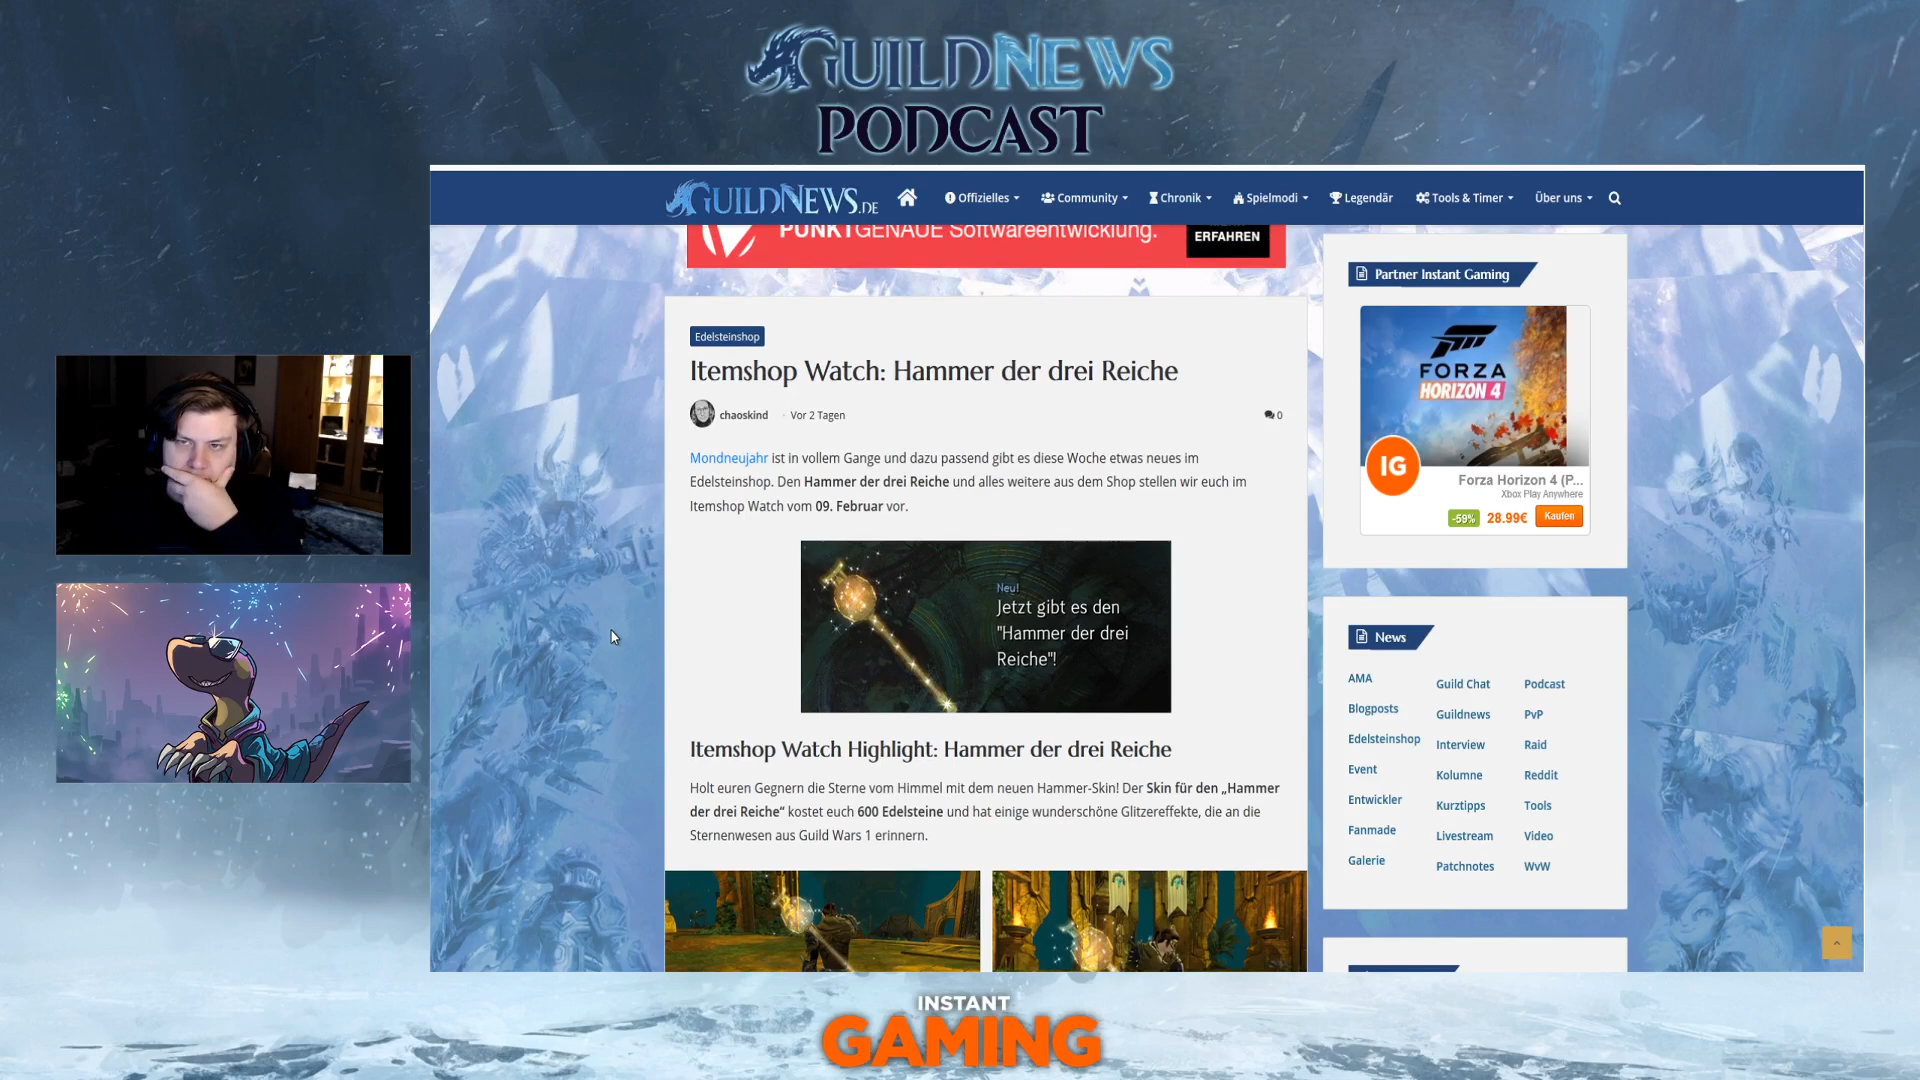 GUILDNEWS
PODCAST
GUILDNEWS.DE
Offizielles
Community
Chronik
Spielmodi
Legendär
Tools & Timer
Über uns
PUNKTGENAUE Softwareentwicklung.
ERFAHREN
Edelsteinshop
Itemshop Watch: Hammer der drei Reiche
chaoskind · Vor 2 Tagen
0
Mondneujahr ist in vollem Gange und dazu passend gibt es diese Woche etwas neues im
Edelsteinshop. Den Hammer der drei Reiche und alles weitere aus dem Shop stellen wir euch im
Itemshop Watch vom 09. Februar vor.
Neu!
Jetzt gibt es den
"Hammer der drei
Reiche"!
Itemshop Watch Highlight: Hammer der drei Reiche
Holt euren Gegnern die Sterne vom Himmel mit dem neuen Hammer-Skin! Der Skin für den „Hammer
der drei Reiche“ kostet euch 600 Edelsteine und hat einige wunderschöne Glitzereffekte, die an die
Sternenwesen aus Guild Wars 1 erinnern.
Partner Instant Gaming
FORZA
HORIZON 4
IG
Forza Horizon 4 (P...
Xbox Play Anywhere
-59%
28.99€
Kaufen
News
AMA
Blogposts
Edelsteinshop
Event
Entwickler
Fanmade
Galerie
Guild Chat
Guildnews
Interview
Kolumne
Kurztipps
Livestream
Patchnotes
Podcast
PvP
Raid
Reddit
Tools
Video
WvW
INSTANT
GAMING